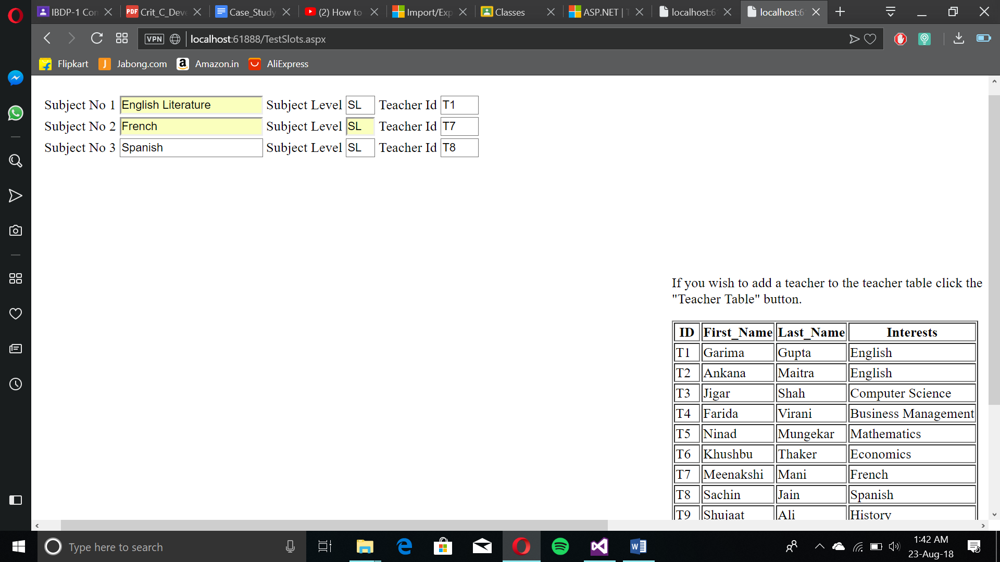 IBDP-1 Con
PDF Crit_C_Deve
Case_Study
(2) How to
Import/Exp
Classes
ASP.NET | T
localhost:6
localhost:6
VPN localhost:61888/TestSlots.aspx
Flipkart J Jabong.com a Amazon.in AliExpress
Subject No 1 English Literature Subject Level SL Teacher Id T1
Subject No 2 French Subject Level SL Teacher Id T7
Subject No 3 Spanish Subject Level SL Teacher Id T8
If you wish to add a teacher to the teacher table click the
"Teacher Table" button.
ID First_Name Last_Name Interests
T1 Garima Gupta English
T2 Ankana Maitra English
T3 Jigar Shah Computer Science
T4 Farida Virani Business Management
T5 Ninad Mungekar Mathematics
T6 Khushbu Thaker Economics
T7 Meenakshi Mani French
T8 Sachin Jain Spanish
T9 Shujaat Ali History
Type here to search
1:42 AM
23-Aug-18